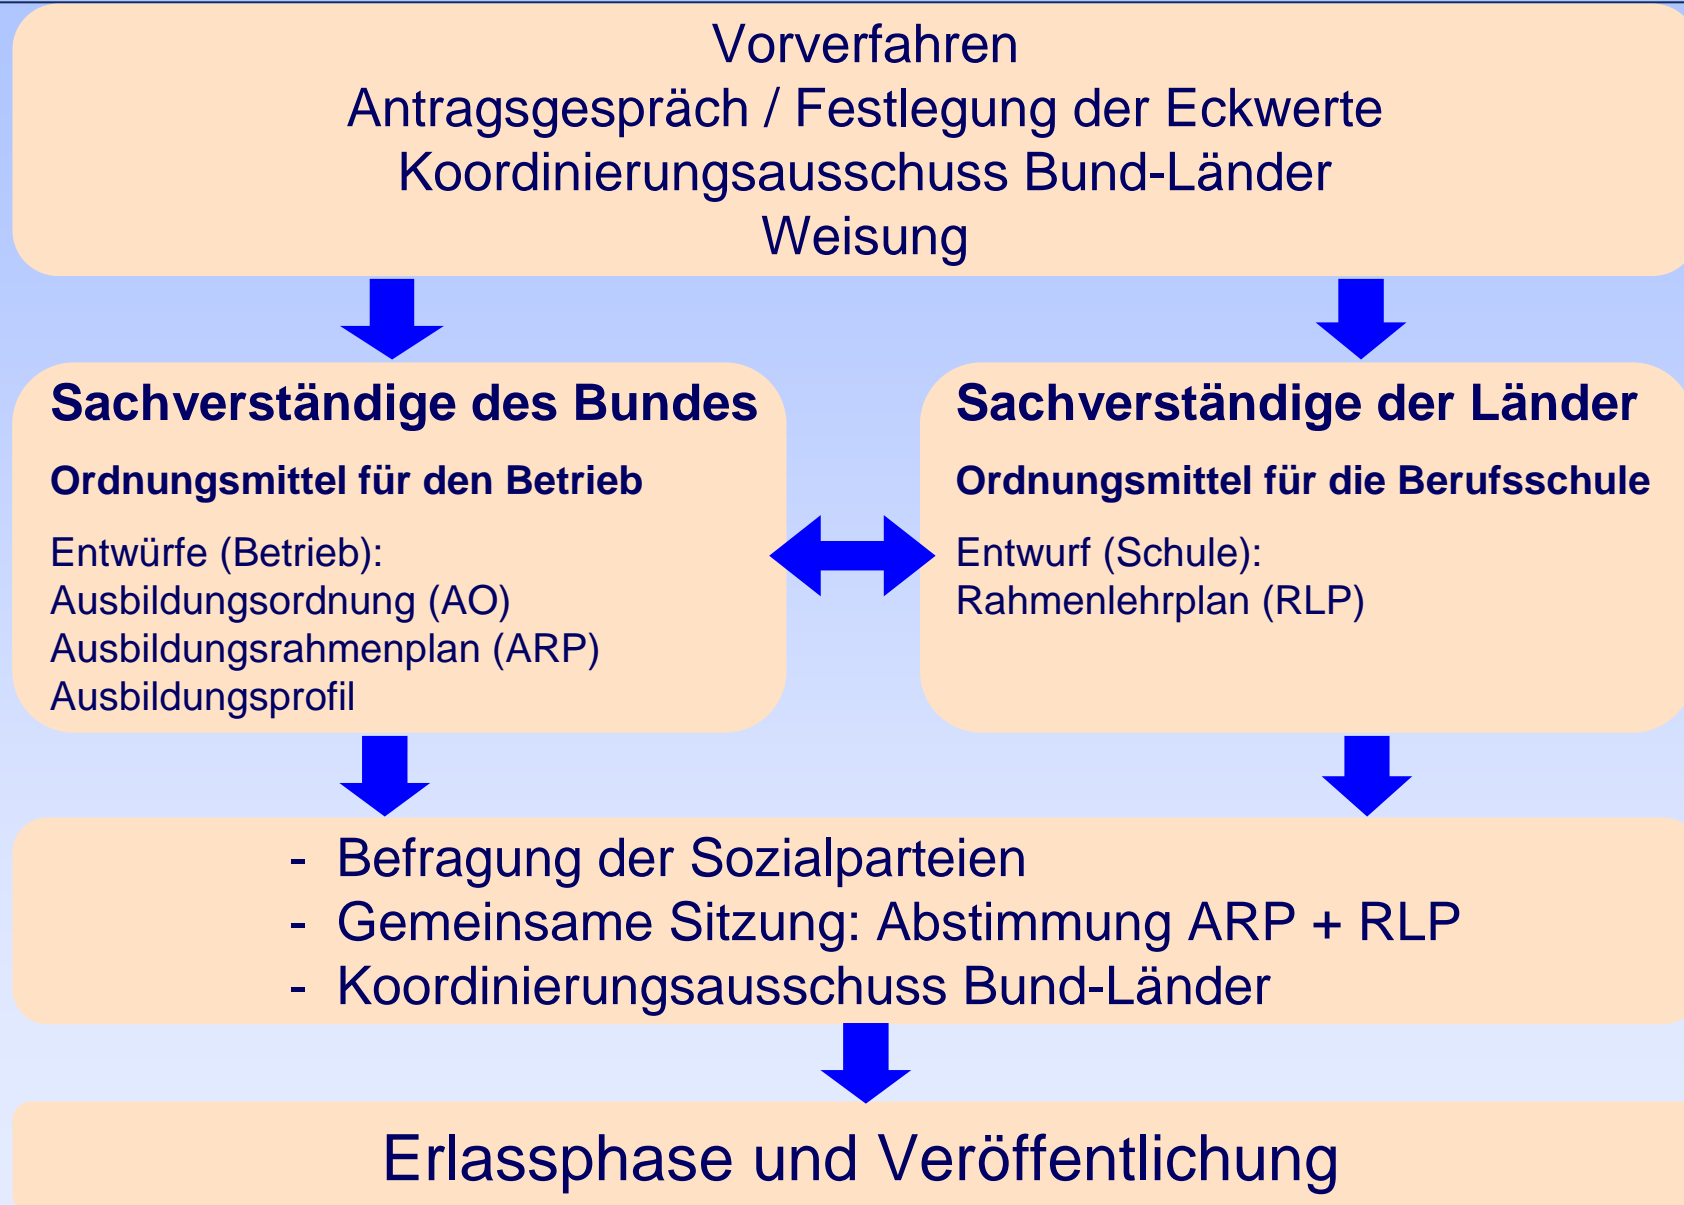 Vorverfahren
Antragsgespräch / Festlegung der Eckwerte
Koordinierungsausschuss Bund-Länder
Weisung
Sachverständige des Bundes
Ordnungsmittel für den Betrieb
Entwürfe (Betrieb):
Ausbildungsordnung (AO)
Ausbildungsrahmenplan (ARP)
Ausbildungsprofil
Sachverständige der Länder
Ordnungsmittel für die Berufsschule
Entwurf (Schule):
Rahmenlehrplan (RLP)
- Befragung der Sozialparteien
- Gemeinsame Sitzung: Abstimmung ARP + RLP
- Koordinierungsausschuss Bund-Länder
Erlassphase und Veröffentlichung